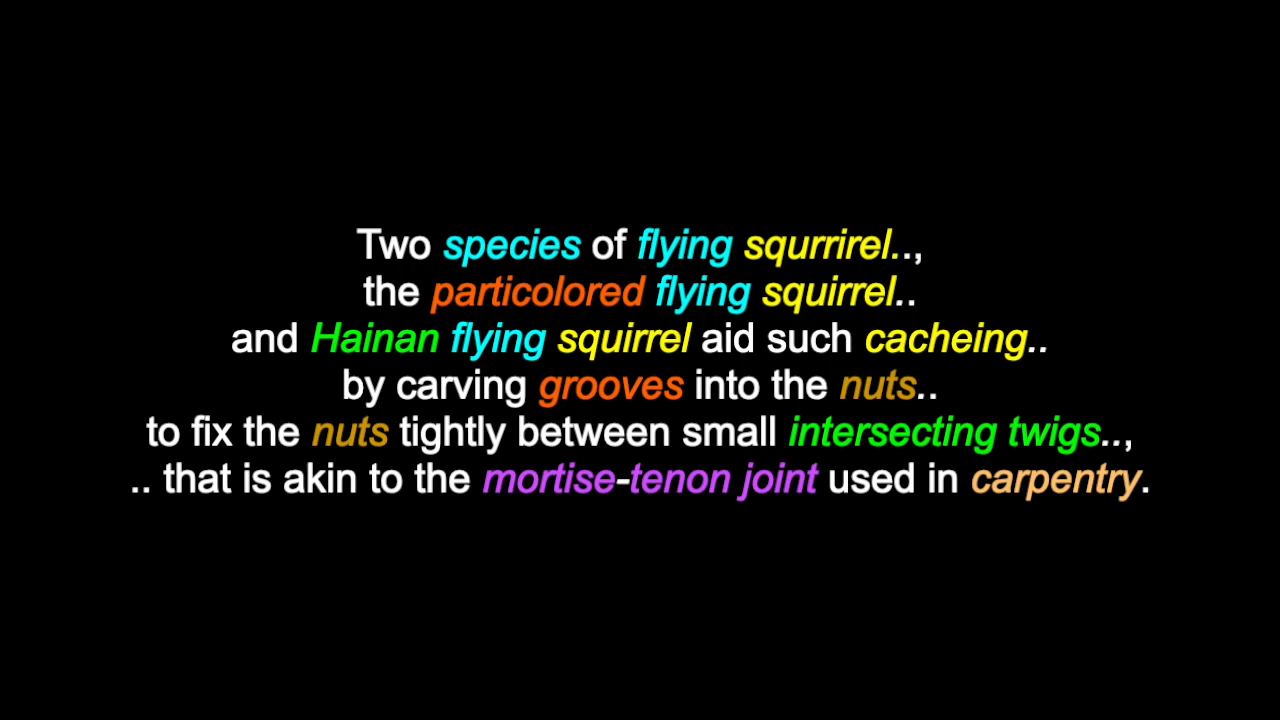 Two species of flying squrrirel..,
the particolored flying squirrel..
and Hainan flying squirrel aid such cacheing..
by carving grooves into the nuts..
to fix the nuts tightly between small intersecting twigs..,
.. that is akin to the mortise-tenon joint used in carpentry.